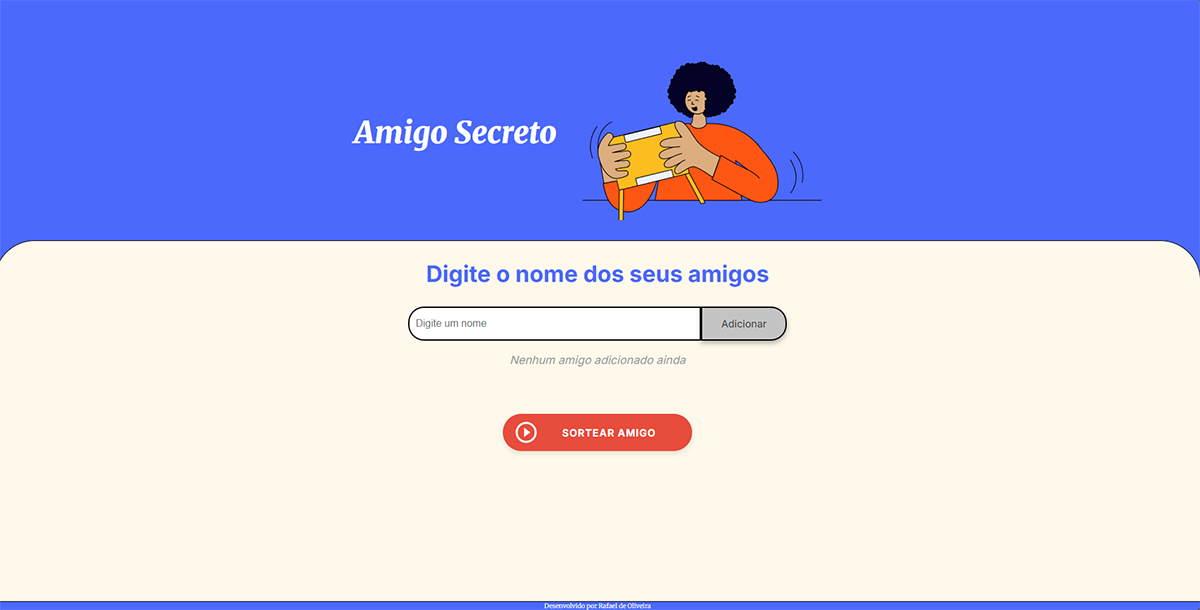 Amigo Secreto
Digite o nome dos seus amigos
Digite um nome
Adicionar
Nenhum amigo adicionado ainda
SORTEAR AMIGO
Desenvolvido por Rafael de Oliveira